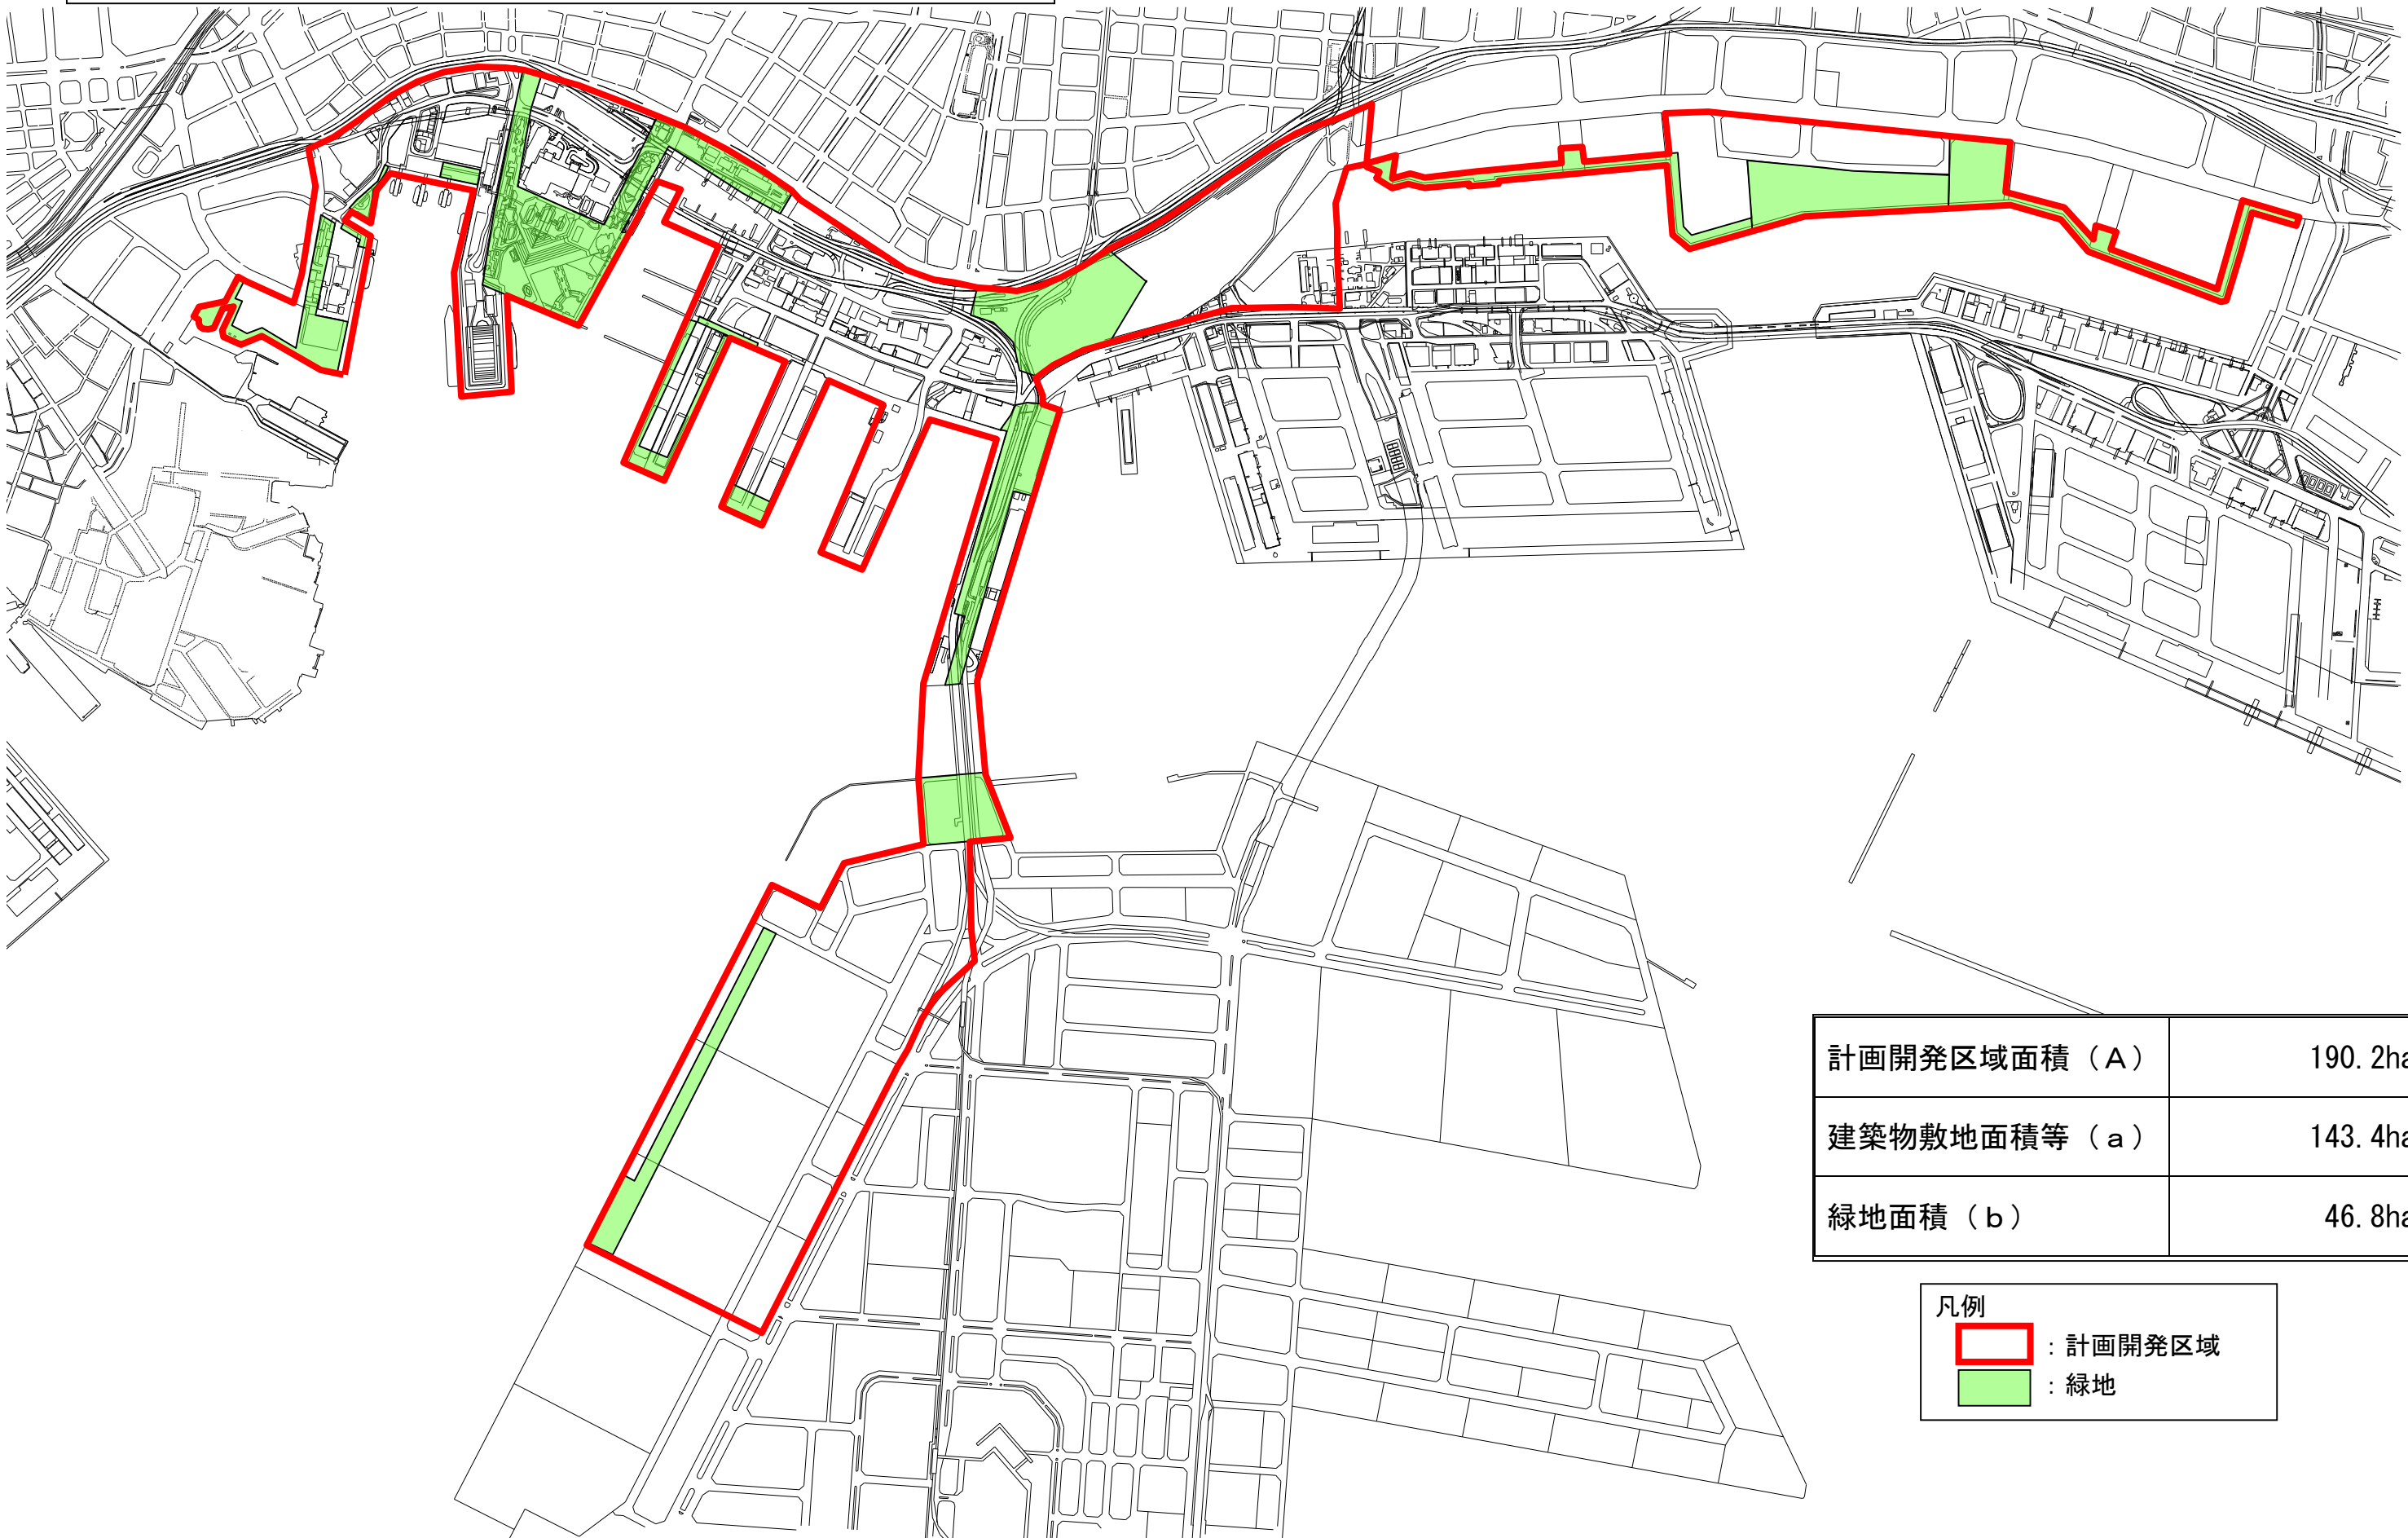 計画開発区域面積(A) 190.2ha
建築物敷地面積等(a) 143.4ha
緑地面積(b) 46.8ha
凡例
:計画開発区域
:緑地